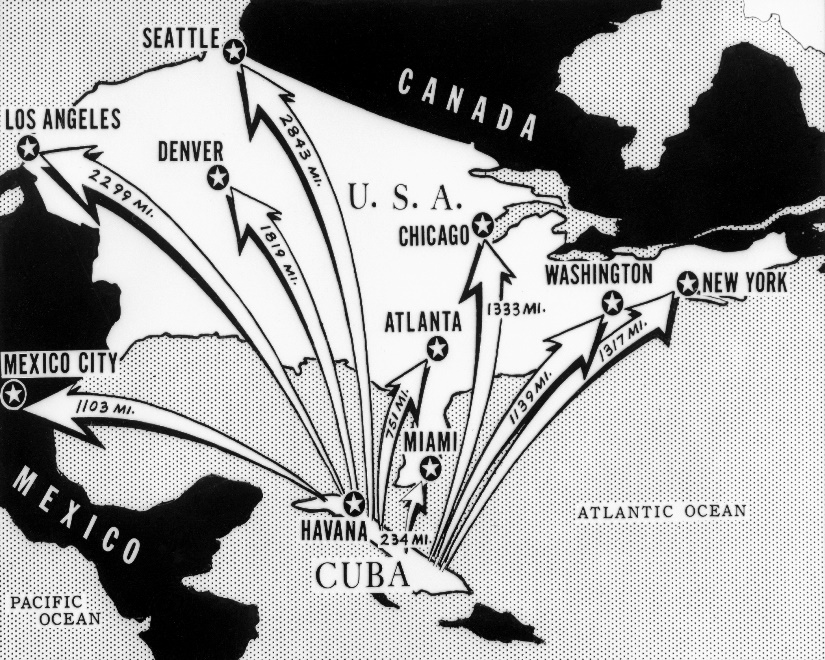 SEATTLE
CANADA
LOS ANGELES
DENVER
2843 MI.
2299 MI.
U. S. A.
1819 MI.
CHICAGO
WASHINGTON
NEW YORK
1333 MI.
ATLANTA
1317 MI.
MEXICO CITY
1103 MI.
751 MI.
1139 MI.
MIAMI
MEXICO
HAVANA
234 MI.
ATLANTIC OCEAN
CUBA
PACIFIC
OCEAN